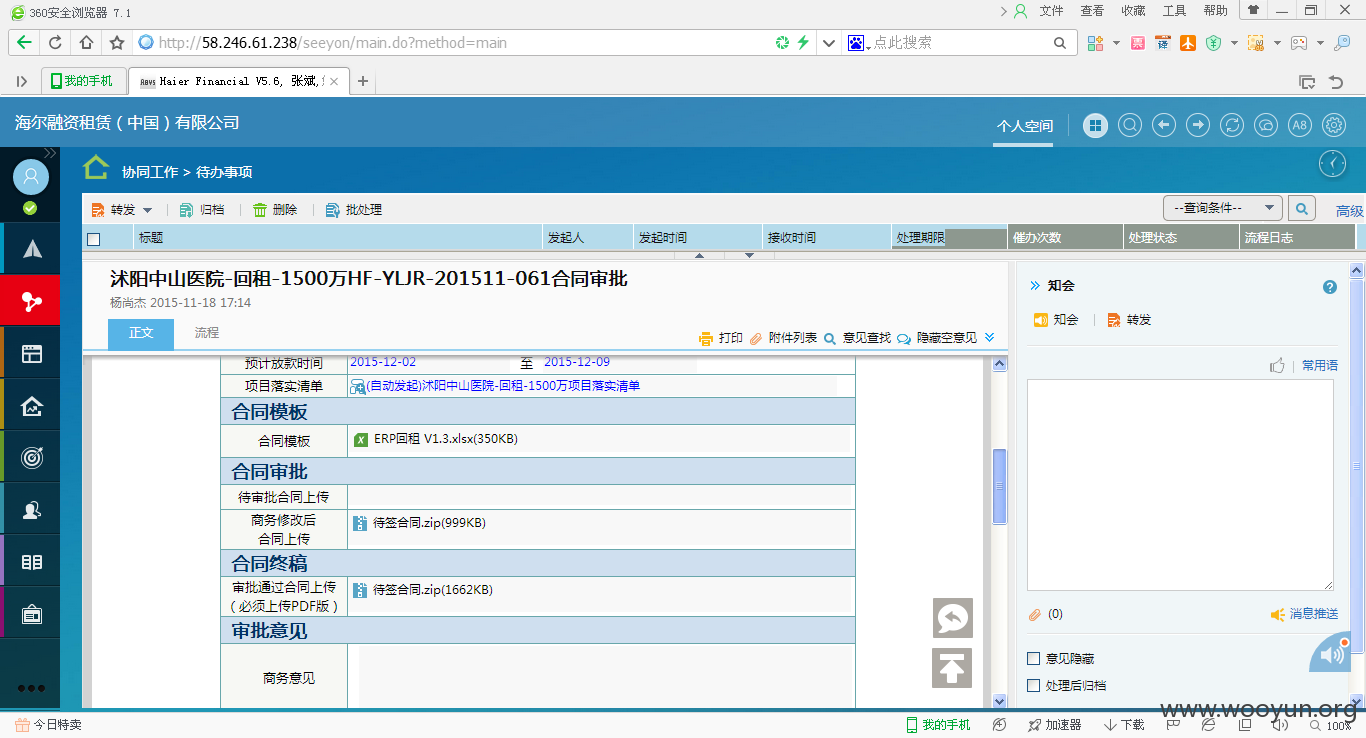 360安全浏览器 7.1
文件 查看 收藏 工具 帮助
http://58.246.61.238/seeyon/main.do?method=main
点此搜索
我的手机
Haier Financial V5.6, 张斌,
海尔融资租赁（中国）有限公司
个人空间
A8
协同工作 > 待办事项
转发 归档 删除 批处理
--查询条件--
高级
标题 发起人 发起时间 接收时间 处理期限 催办次数 处理状态 流程日志
沭阳中山医院-回租-1500万HF-YLJR-201511-061合同审批
杨尚杰 2015-11-18 17:14
正文 流程
打印 附件列表 意见查找 隐藏空意见
预计放款时间 2015-12-02 至 2015-12-09
项目落实清单 (自动发起)沭阳中山医院-回租-1500万项目落实清单
合同模板
合同模板 ERP回租 V1.3.xlsx(350KB)
合同审批
待审批合同上传
商务修改后
合同上传
待签合同.zip(999KB)
合同终稿
审批通过合同上传
（必须上传PDF版）
待签合同.zip(1662KB)
审批意见
商务意见
知会
知会 转发
常用语
(0)
消息推送
意见隐藏
处理后归档
www.wooyun.org
今日特卖
我的手机 加速器 下载 100%